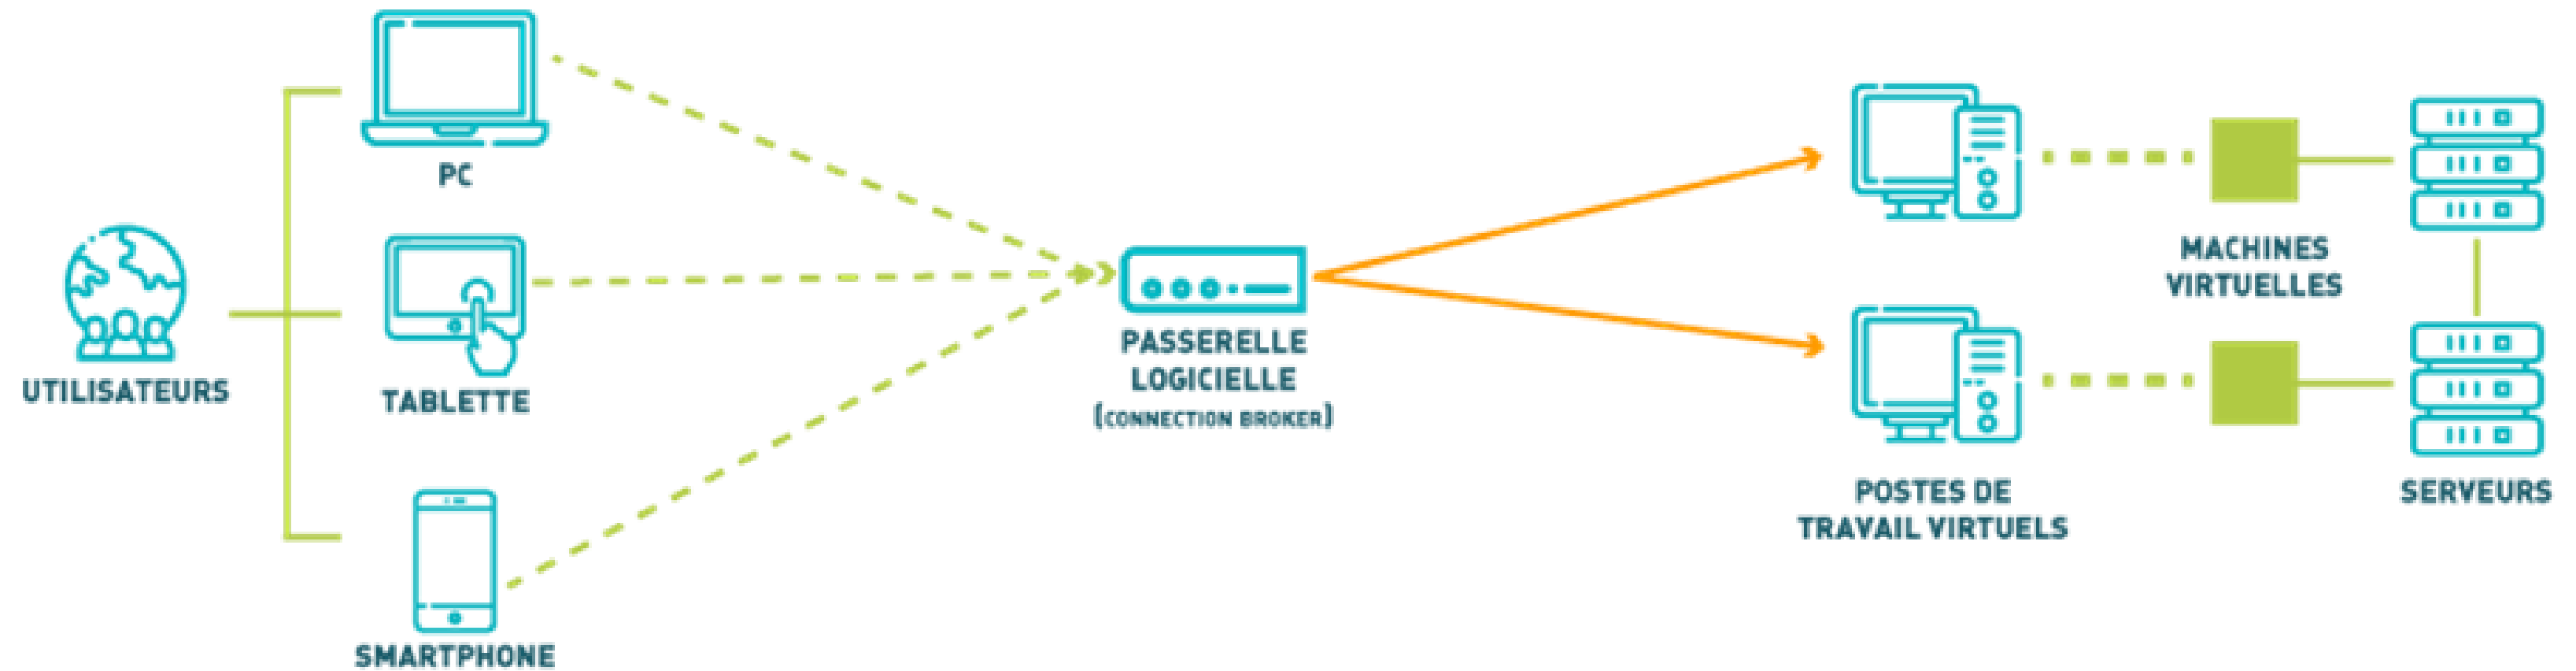 PC
UTILISATEURS
TABLETTE
SMARTPHONE
PASSERELLE
LOGICIELLE
(CONNECTION BROKER)
POSTES DE
TRAVAIL VIRTUELS
MACHINES
VIRTUELLES
SERVEURS